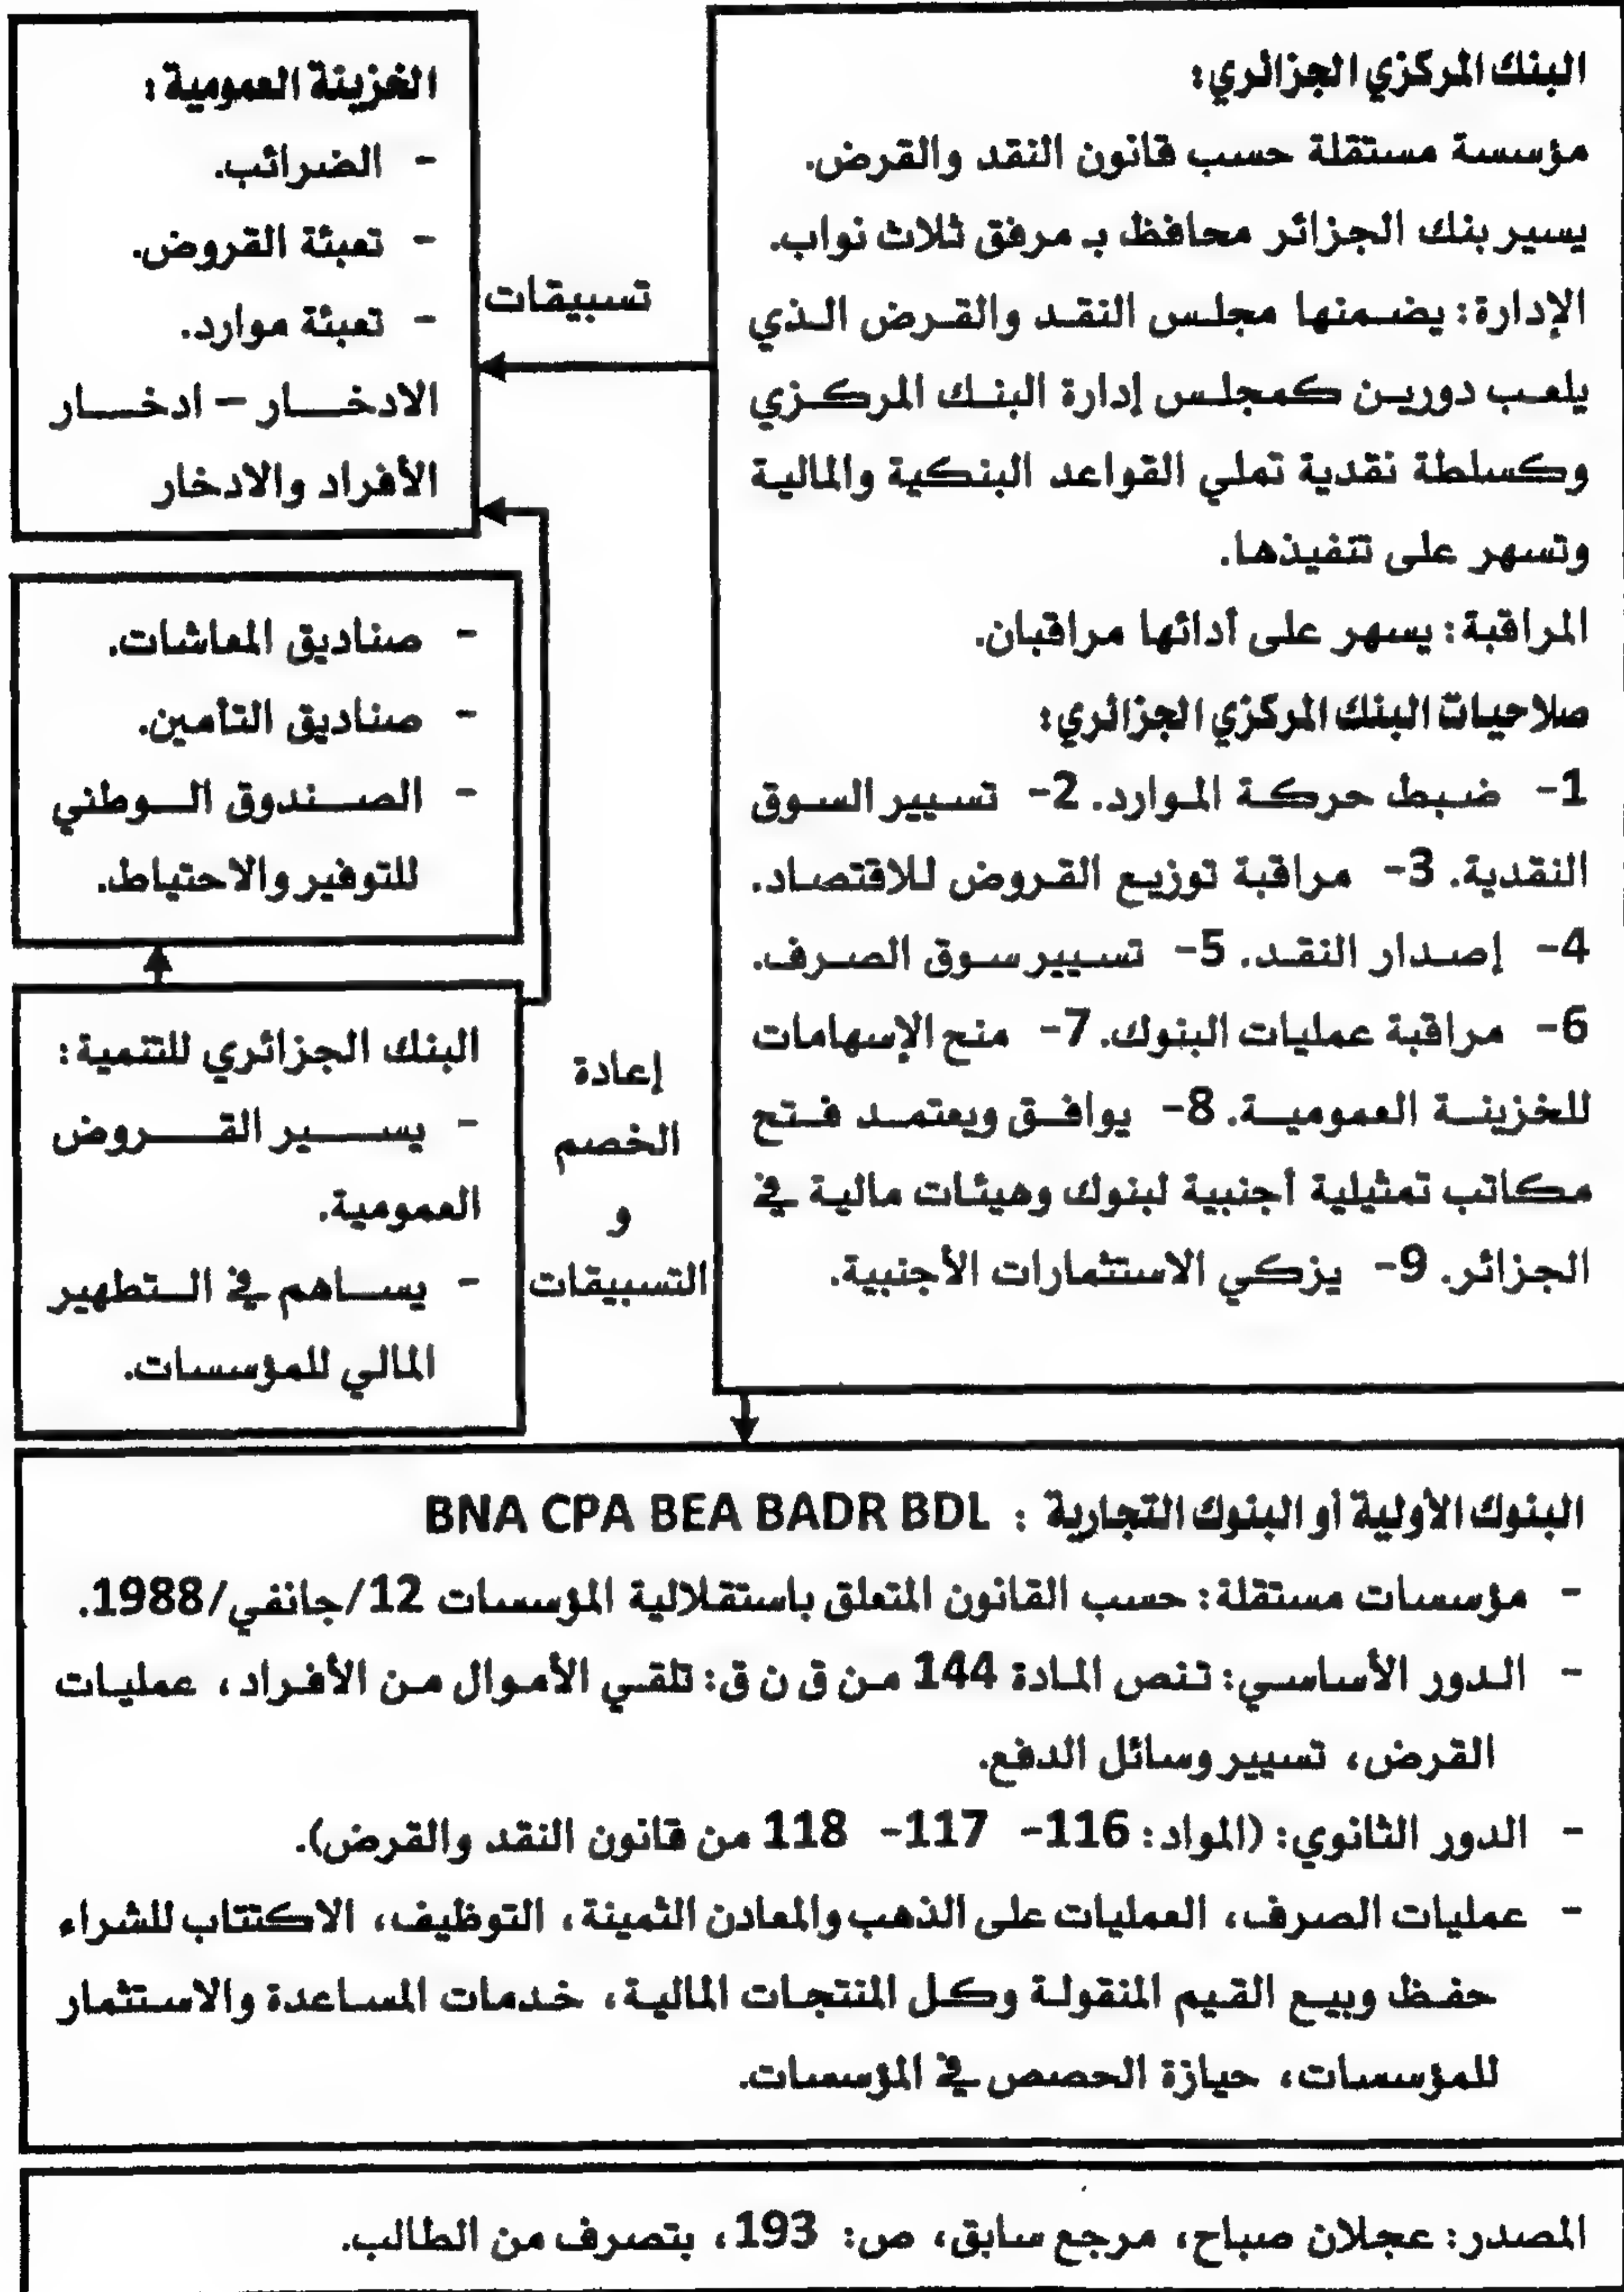 البنك المركزي الجزائري:
مؤسسة مستقلة حسب قانون النقد والقرض.
يسير بنك الجزائر محافظ بـ مرفق ثلاث نواب.
الإدارة: يضمنها مجلس النقد والقرض الذي
يلعب دورين كمجلس إدارة البنك المركزي
وكسلطة نقدية تملي القواعد البنكية والمالية
وتسهر على تنفيذها.
المراقبة: يسهر على أدائها مراقبان.
صلاحيات البنك المركزي الجزائري:
1- ضبط حركة الموارد. 2- تسيير السوق
النقدية. 3- مراقبة توزيع القروض للاقتصاد.
4- إصدار النقد. 5- تسيير سوق الصرف.
6- مراقبة عمليات البنوك. 7- منح الإسهامات
للخزينة العمومية. 8- يوافق ويعتمد فتح
مكاتب تمثيلية أجنبية لبنوك وهيئات مالية في
الجزائر. 9- يزكي الاستثمارات الأجنبية.
تسبيقات
الخزينة العمومية:
- الضرائب.
- تعبئة القروض.
- تعبئة موارد.
الادخار – ادخار
الأفراد والادخار
- صناديق المعاشات.
- صناديق التأمين.
- الصندوق الوطني
للتوفير والاحتياط.
إعادة
الخصم
و
التسبيقات
البنك الجزائري للتنمية:
- يسير القروض
العمومية.
- يساهم في التطهير
المالي للمؤسسات.
البنوك الأولية أو البنوك التجارية : BNA CPA BEA BADR BDL
- مؤسسات مستقلة: حسب القانون المتعلق باستقلالية المؤسسات 12/جانفي/1988.
- الدور الأساسي: تنص المادة 144 من ق ن ق: تلقي الأموال من الأفراد، عمليات
القرض، تسيير وسائل الدفع.
- الدور الثانوي: (المواد: 116- 117- 118 من قانون النقد والقرض).
- عمليات الصرف، العمليات على الذهب والمعادن الثمينة، التوظيف، الاكتتاب للشراء
حفظ وبيع القيم المنقولة وكل المنتجات المالية، خدمات المساعدة والاستثمار
للمؤسسات، حيازة الحصص في المؤسسات.
المصدر: عجلان صباح، مرجع سابق، ص: 193، بتصرف من الطالب.